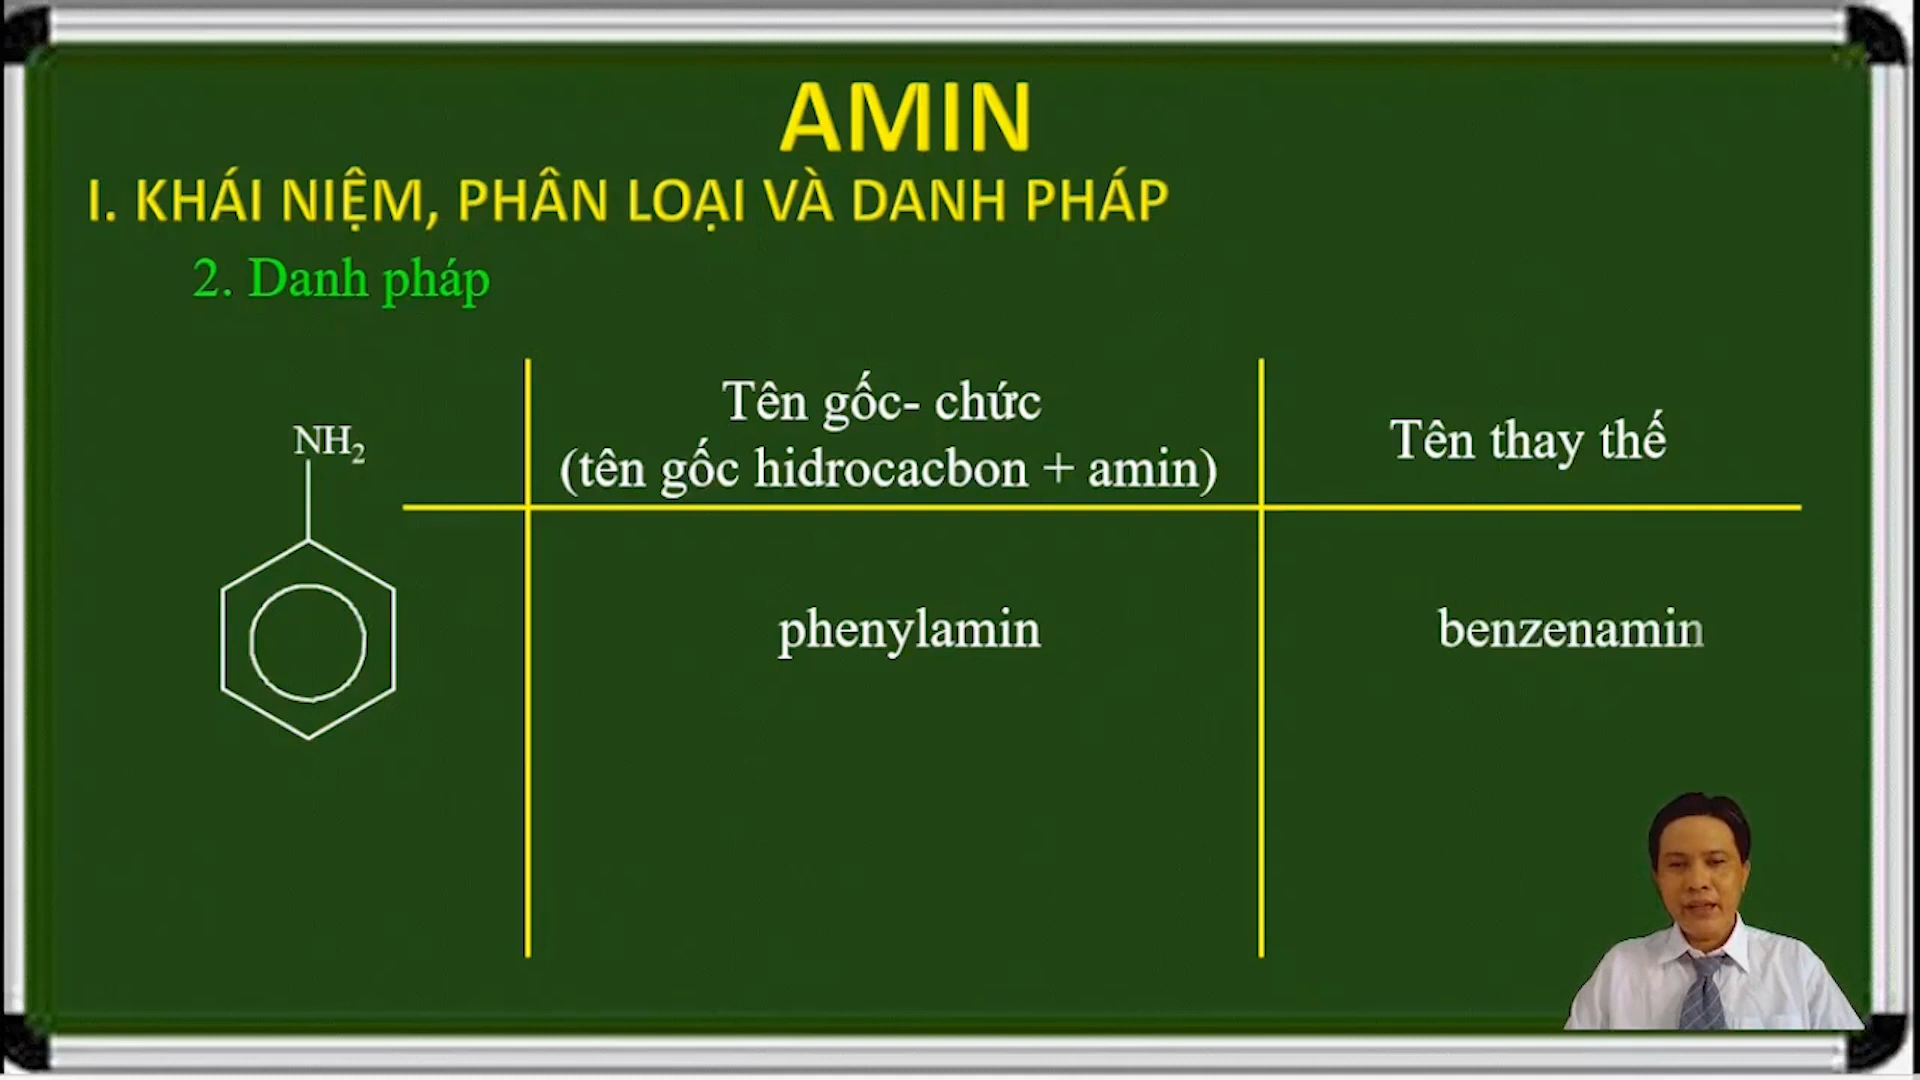 AMIN
I. KHÁI NIỆM, PHÂN LOẠI VÀ DANH PHÁP
2. Danh pháp
Tên gốc- chức
(tên gốc hidrocacbon + amin)
Tên thay thế
NH₂
phenylamin
benzenamin